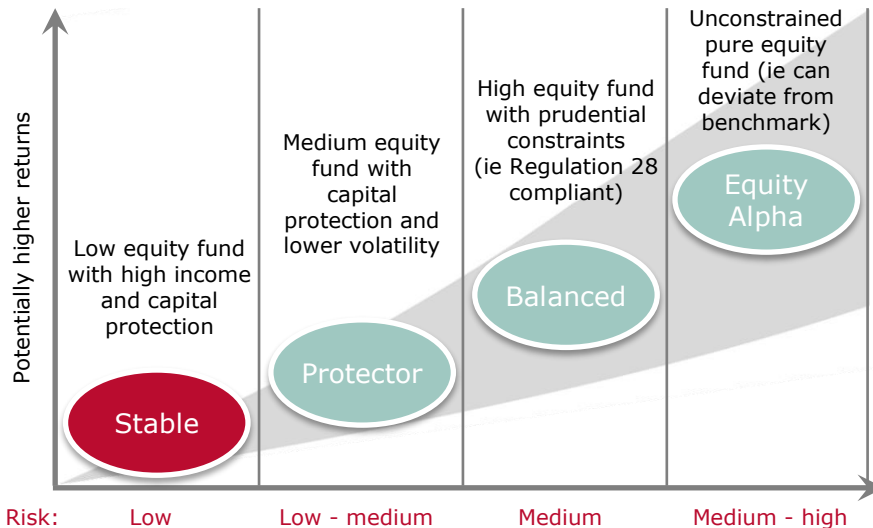 Potentially higher returns
Low equity fund
with high income
and capital
protection
Stable
Medium equity
fund with
capital
protection and
lower volatility
Protector
High equity fund
with prudential
constraints
(ie Regulation 28
compliant)
Balanced
Unconstrained
pure equity
fund (ie can
deviate from
benchmark)
Equity
Alpha
Risk: Low Low - medium Medium Medium - high